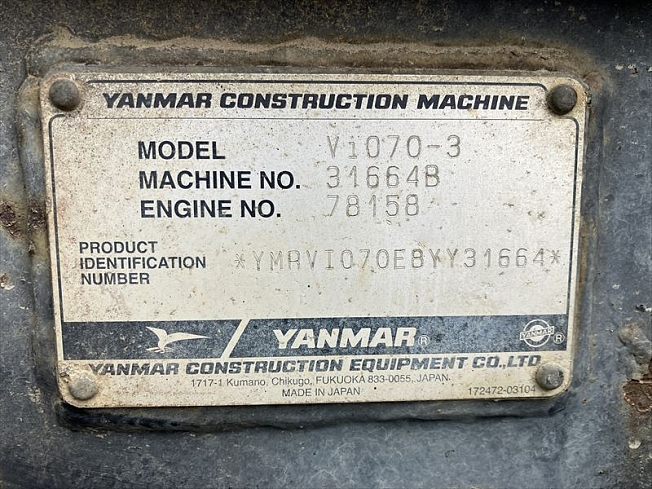 YANMAR CONSTRUCTION MACHINE
MODEL Vi070-3
MACHINE NO. 31664B
ENGINE NO. 78158
PRODUCT
IDENTIFICATION
NUMBER
*YMRVI070EBYY31664*
YANMAR®
YANMAR ®
YANMAR CONSTRUCTION EQUIPMENT CO.,LTD.
1717-1 Kumano, Chikugo, FUKUOKA 833-0055, JAPAN.
MADE IN JAPAN
172472-03104